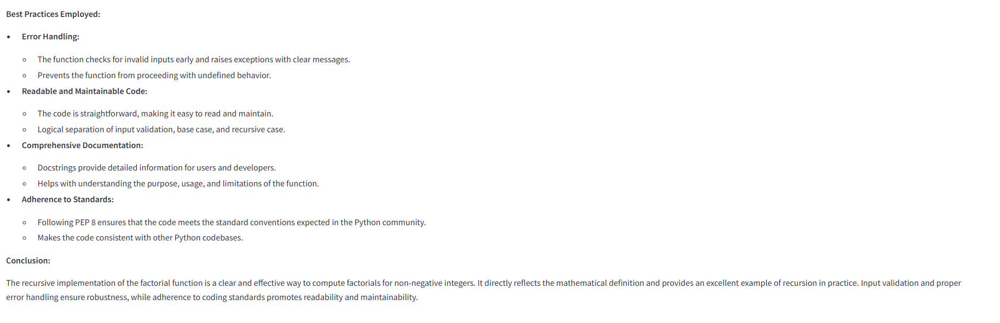 Best Practices Employed:
• Error Handling:
◦ The function checks for invalid inputs early and raises exceptions with clear messages.
◦ Prevents the function from proceeding with undefined behavior.
• Readable and Maintainable Code:
◦ The code is straightforward, making it easy to read and maintain.
◦ Logical separation of input validation, base case, and recursive case.
• Comprehensive Documentation:
◦ Docstrings provide detailed information for users and developers.
◦ Helps with understanding the purpose, usage, and limitations of the function.
• Adherence to Standards:
◦ Following PEP 8 ensures that the code meets the standard conventions expected in the Python community.
◦ Makes the code consistent with other Python codebases.
Conclusion:
The recursive implementation of the factorial function is a clear and effective way to compute factorials for non-negative integers. It directly reflects the mathematical definition and provides an excellent example of recursion in practice. Input validation and proper
error handling ensure robustness, while adherence to coding standards promotes readability and maintainability.